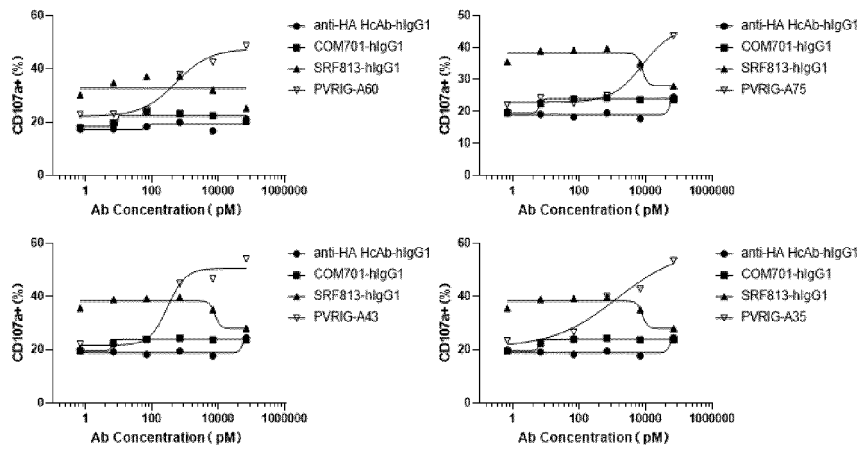 60
40
20
0
CD107a+ (%)
1
100
10000
1000000
Ab Concentration ( pM)
anti-HA HcAb-hIgG1
COM701-hIgG1
SRF813-hIgG1
PVRIG-A60
50
40
30
20
10
0
CD107a+ (%)
1
100
10000
1000000
Ab Concentration ( pM)
anti-HA HcAb-hIgG1
COM701-hIgG1
SRF813-hIgG1
PVRIG-A75
60
40
20
0
CD107a+ (%)
1
100
10000
1000000
Ab Concentration ( pM)
anti-HA HcAb-hIgG1
COM701-hIgG1
SRF813-hIgG1
PVRIG-A43
60
40
20
0
CD107a+ (%)
1
100
10000
1000000
Ab Concentration ( pM)
anti-HA HcAb-hIgG1
COM701-hIgG1
SRF813-hIgG1
PVRIG-A35